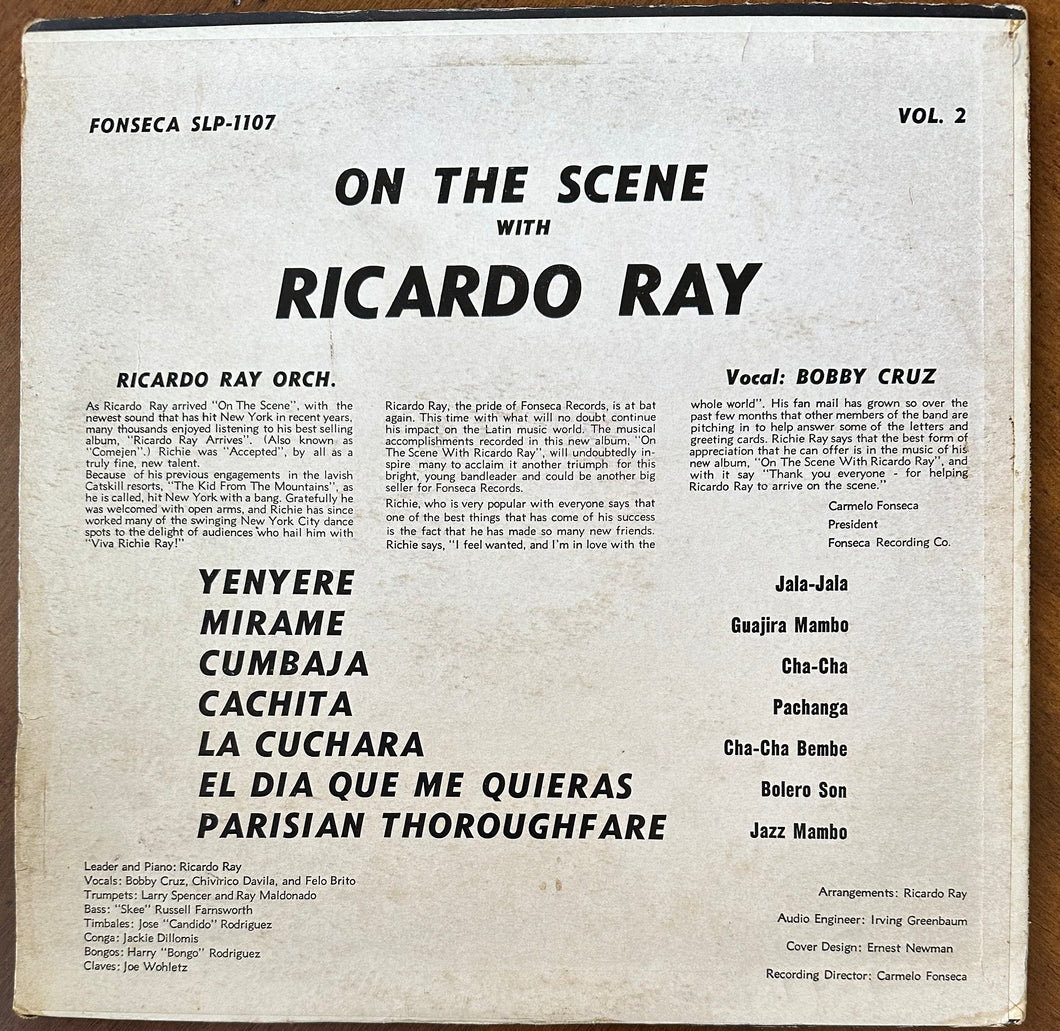 FONSECA SLP-1107
VOL. 2
ON THE SCENE
WITH
RICARDO RAY
RICARDO RAY ORCH.
As Ricardo Ray arrived "On The Scene", with the
newest sound that has hit New York in recent years,
many thousands enjoyed listening to his best selling
album, "Ricardo Ray Arrives". (Also known as
"Comejen".) Richie was "Accepted", by all as a
truly fine, new talent.
Because of his previous engagements in the lavish
Catskill resorts, "The Kid From The Mountains", as
he is called, hit New York with a bang. Gratefully he
was welcomed with open arms, and Richie has since
worked many of the swinging New York City dance
spots to the delight of audiences who hail him with
"Viva Richie Ray!"
Ricardo Ray, the pride of Fonseca Records, is at bat
again. This time with what will no doubt continue
his impact on the Latin music world. The musical
accomplishments recorded in this new album, "On
The Scene With Ricardo Ray", will undoubtedly in-
spire many to acclaim it another triumph for this
bright, young bandleader and could be another big
seller for Fonseca Records.
Richie, who is very popular with everyone says that
one of the best things that has come of his success
is the fact that he has made so many new friends.
Richie says, "I feel wanted, and I'm in love with the
Vocal: BOBBY CRUZ
whole world". His fan mail has grown so over the
past few months that other members of the band are
pitching in to help answer some of the letters and
greeting cards. Richie Ray says that the best form of
appreciation that he can offer is in the music of his
new album, "On The Scene With Ricardo Ray", and
with it say "Thank you everyone - for helping
Ricardo Ray to arrive on the scene."
Carmelo Fonseca
President
Fonseca Recording Co.
YENYERE Jala-Jala
MIRAME Guajira Mambo
CUMBAJA Cha-Cha
CACHITA Pachanga
LA CUCHARA Cha-Cha Bembe
EL DIA QUE ME QUIERAS Bolero Son
PARISIAN THOROUGHFARE Jazz Mambo
Leader and Piano: Ricardo Ray
Vocals: Bobby Cruz, Chivirico Davila, and Felo Brito
Trumpets: Larry Spencer and Ray Maldonado
Bass: "Skee" Russell Farnsworth
Timbales: Jose "Candido" Rodriguez
Conga: Jackie Dillomis
Bongos: Harry "Bongo" Rodriguez
Claves: Joe Wohletz
Arrangements: Ricardo Ray
Audio Engineer: Irving Greenbaum
Cover Design: Ernest Newman
Recording Director: Carmelo Fonseca